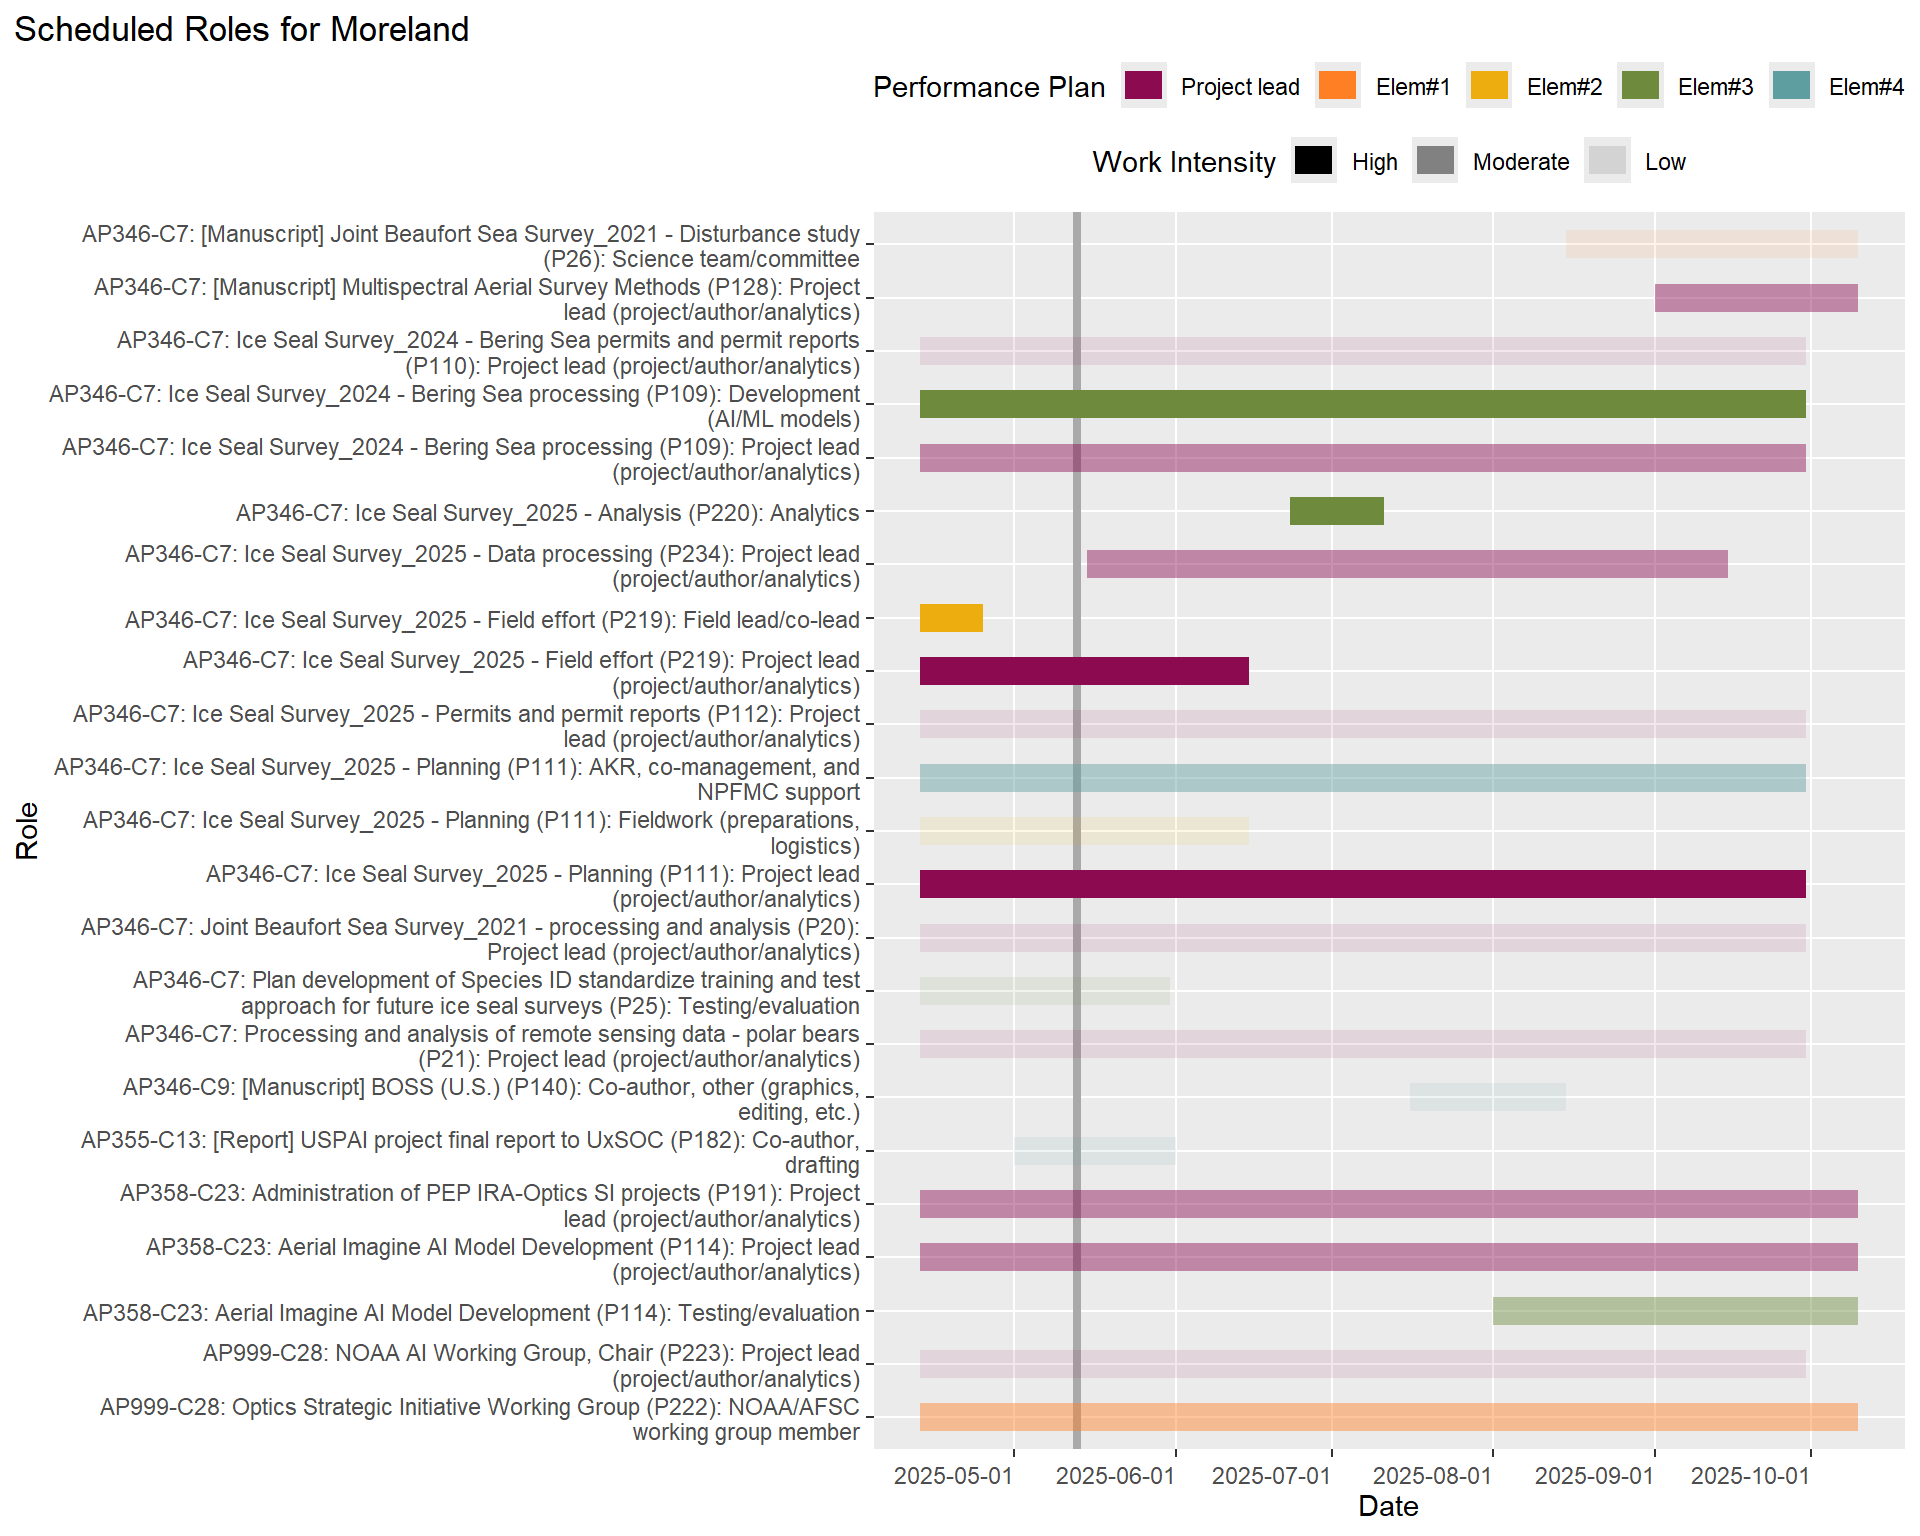 Scheduled Roles for Moreland
Performance Plan Project lead Elem#1 Elem#2 Elem#3 Elem#4
Work Intensity High Moderate Low
AP346-C7: [Manuscript] Joint Beaufort Sea Survey_2021 - Disturbance study
(P26): Science team/committee
AP346-C7: [Manuscript] Multispectral Aerial Survey Methods (P128): Project
lead (project/author/analytics)
AP346-C7: Ice Seal Survey_2024 - Bering Sea permits and permit reports
(P110): Project lead (project/author/analytics)
AP346-C7: Ice Seal Survey_2024 - Bering Sea processing (P109): Development
(AI/ML models)
AP346-C7: Ice Seal Survey_2024 - Bering Sea processing (P109): Project lead
(project/author/analytics)
AP346-C7: Ice Seal Survey_2025 - Analysis (P220): Analytics
AP346-C7: Ice Seal Survey_2025 - Data processing (P234): Project lead
(project/author/analytics)
AP346-C7: Ice Seal Survey_2025 - Field effort (P219): Field lead/co-lead
AP346-C7: Ice Seal Survey_2025 - Field effort (P219): Project lead
(project/author/analytics)
AP346-C7: Ice Seal Survey_2025 - Permits and permit reports (P112): Project
lead (project/author/analytics)
AP346-C7: Ice Seal Survey_2025 - Planning (P111): AKR, co-management, and
NPFMC support
AP346-C7: Ice Seal Survey_2025 - Planning (P111): Fieldwork (preparations,
logistics)
AP346-C7: Ice Seal Survey_2025 - Planning (P111): Project lead
(project/author/analytics)
AP346-C7: Joint Beaufort Sea Survey_2021 - processing and analysis (P20):
Project lead (project/author/analytics)
AP346-C7: Plan development of Species ID standardize training and test
approach for future ice seal surveys (P25): Testing/evaluation
AP346-C7: Processing and analysis of remote sensing data - polar bears
(P21): Project lead (project/author/analytics)
AP346-C9: [Manuscript] BOSS (U.S.) (P140): Co-author, other (graphics,
editing, etc.)
AP355-C13: [Report] USPAI project final report to UxSOC (P182): Co-author,
drafting
AP358-C23: Administration of PEP IRA-Optics SI projects (P191): Project
lead (project/author/analytics)
AP358-C23: Aerial Imagine AI Model Development (P114): Project lead
(project/author/analytics)
AP358-C23: Aerial Imagine AI Model Development (P114): Testing/evaluation
AP999-C28: NOAA AI Working Group, Chair (P223): Project lead
(project/author/analytics)
AP999-C28: Optics Strategic Initiative Working Group (P222): NOAA/AFSC
working group member
Role
2025-05-01 2025-06-01 2025-07-01 2025-08-01 2025-09-01 2025-10-01
Date